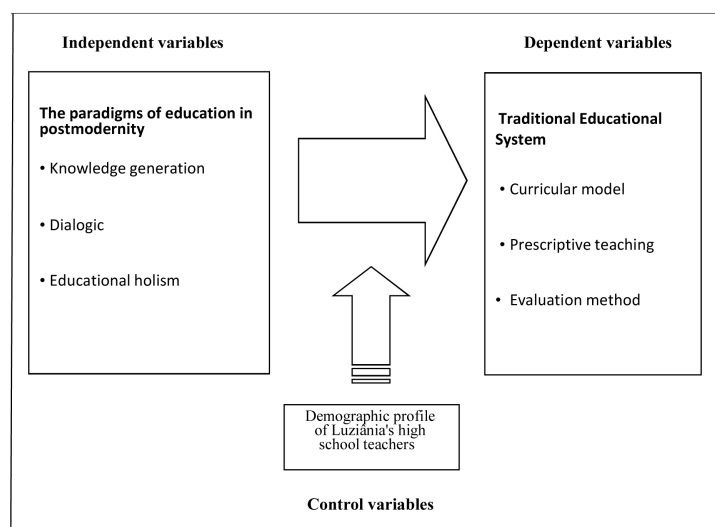 Independent variables
Dependent variables
The paradigms of education in
postmodernity
• Knowledge generation
• Dialogic
• Educational holism
Traditional Educational
System
• Curricular model
• Prescriptive teaching
• Evaluation method
Demographic profile
of Luziânia's high
school teachers
Control variables